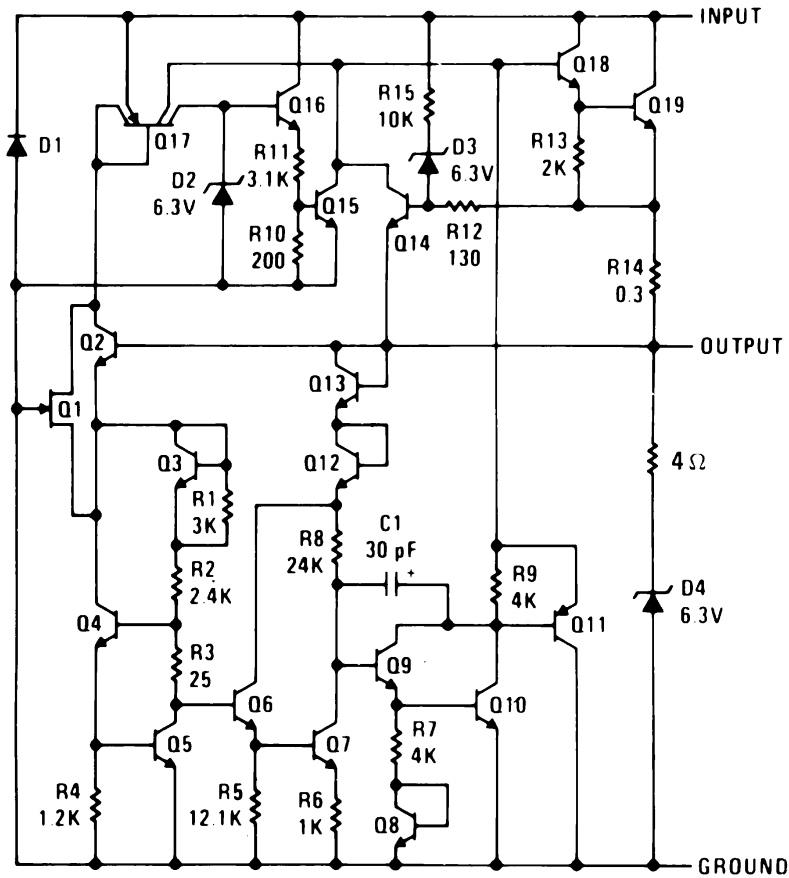 INPUT
Q18
R15
10K
Q16
Q19
D1
Q17
R11
3.1K
D3
6.3V
R13
2K
D2
6.3V
Q15
R10
200
Q14
R12
130
R14
0.3
Q2
OUTPUT
Q13
Q1
Q3
Q12
4Ω
R1
3K
C1
30 pF
+
R8
24K
R2
2.4K
R9
4K
D4
6.3V
Q4
Q11
R3
25
Q9
Q6
Q10
Q5
Q7
R7
4K
R4
1.2K
R5
12.1K
R6
1K
Q8
GROUND